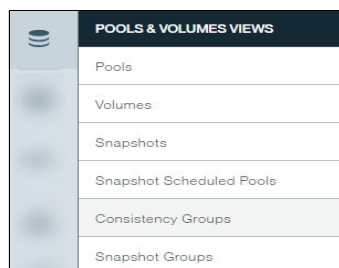 POOLS & VOLUMES VIEWS
Pools
Volumes
Snapshots
Snapshot Scheduled Pools
Consistency Groups
Snapshot Groups